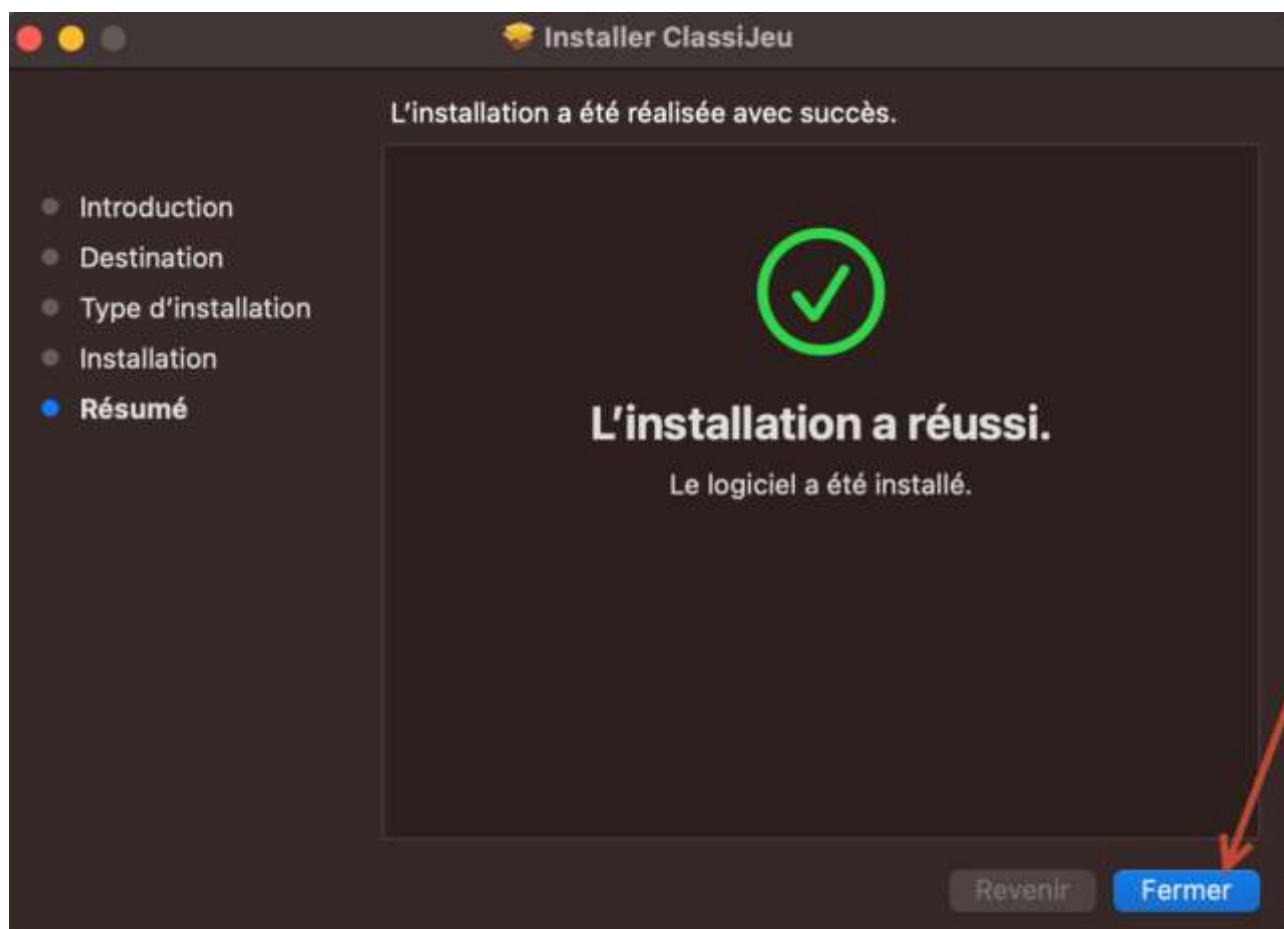 Installer ClassiJeu
L'installation a été réalisée avec succès.
Introduction
Destination
Type d'installation
Installation
Résumé
L'installation a réussi.
Le logiciel a été installé.
Revenir
Fermer